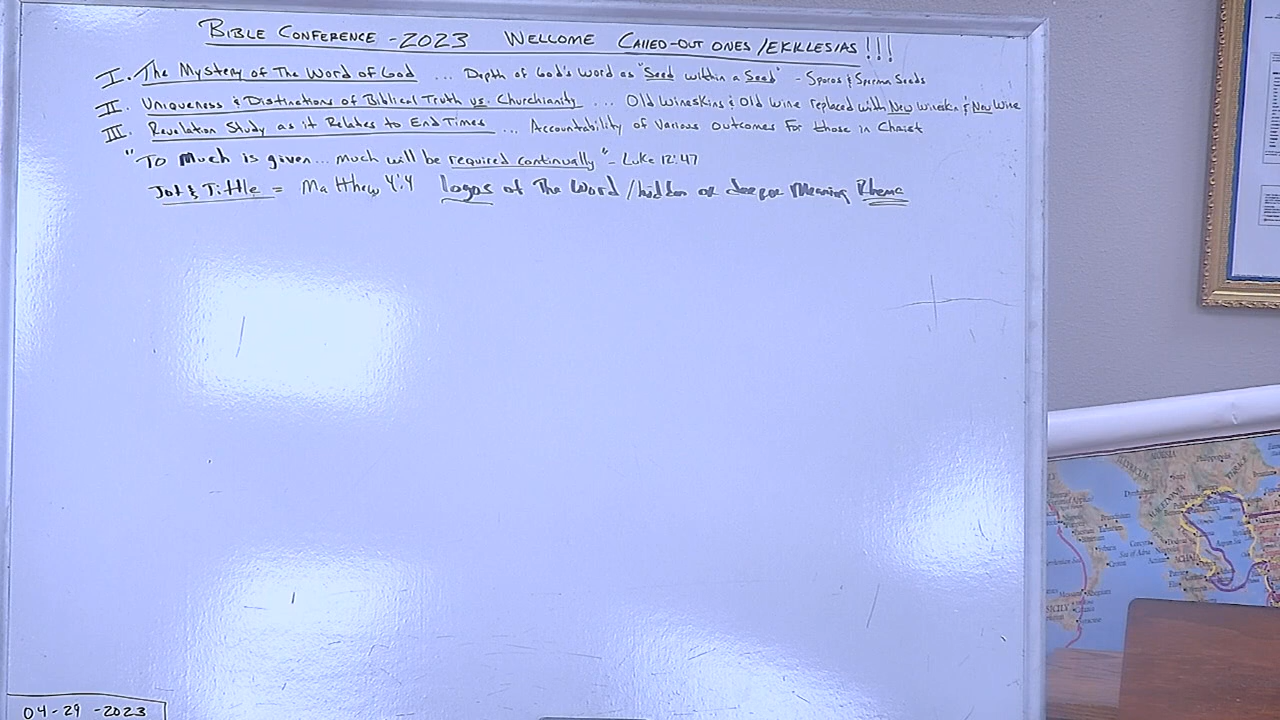 BIBLE CONFERENCE - 2023 WELCOME CALLED-OUT ONES /EKKLESIAS !!!
I. The Mystery of The Word of God ... Depth of God's Word as "Seed within a Seed" - Sporos & Sperma Seeds
II. Uniqueness & Distinctions of Biblical Truth vs. Churchianity ... Old Wineskins & Old Wine replaced with New Wineskin & New Wine
III. Revelation Study as it Relates to End Times ... Accountability of Various Outcomes For those in Christ
"To Much is given... much will be required continually" - Luke 12:47
Jot & Tittle = Matthew 4:4 logos of The Word /hidden or deeper Meaning Rhema
04-29-2023
MACEDONIA
SICILY